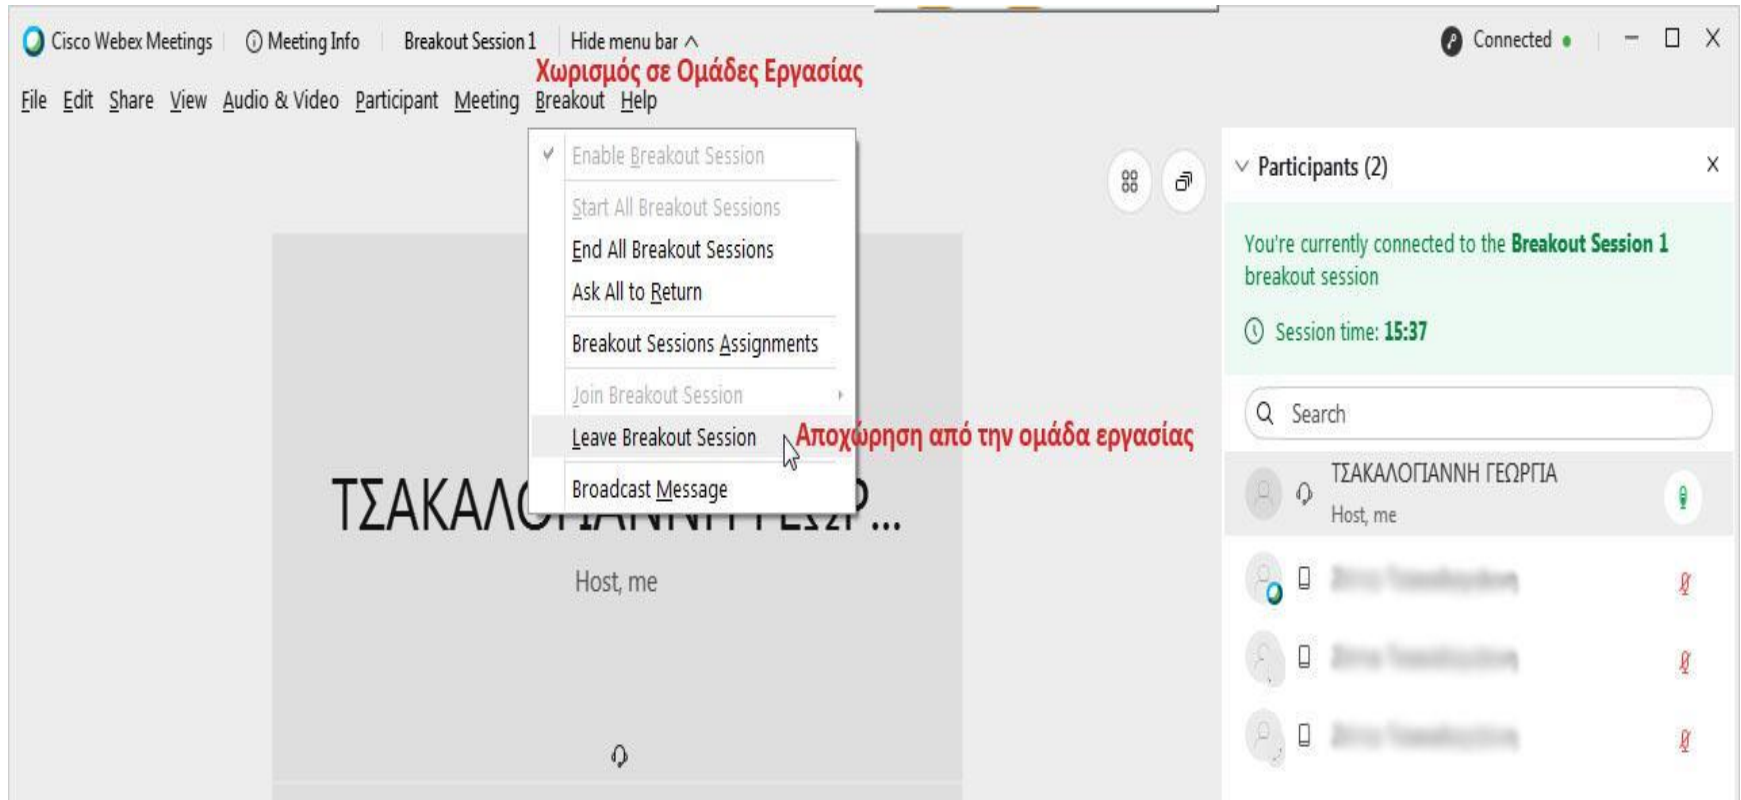 Cisco Webex Meetings Meeting Info Breakout Session 1 Hide menu bar Connected
Χωρισμός σε Ομάδες Εργασίας
File Edit Share View Audio & Video Participant Meeting Breakout Help
Enable Breakout Session
Start All Breakout Sessions
End All Breakout Sessions
Ask All to Return
Breakout Sessions Assignments
Join Breakout Session
Leave Breakout Session
Αποχώρηση από την ομάδα εργασίας
Broadcast Message
Host, me
Participants (2)
You're currently connected to the Breakout Session 1
breakout session
Session time: 15:37
Search
ΤΣΑΚΑΛΟΓΙΑΝΝΗ ΓΕΩΡΓΙΑ
Host, me